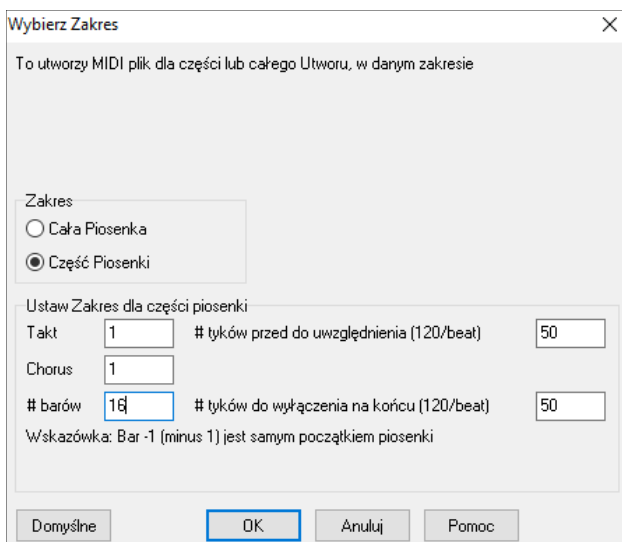 Wybierz Zakres
To utworzy MIDI plik dla części lub całego Utworu, w danym zakresie
Zakres
Cała Piosenka
Część Piosenki
Ustaw Zakres dla części piosenki
Takt 1 # tyków przed do uwzględnienia (120/beat) 50
Chorus 1
# barów 16 # tyków do wyłączenia na końcu (120/beat) 50
Wskazówka: Bar -1 (minus 1) jest samym początkiem piosenki
Domyślne OK Anuluj Pomoc